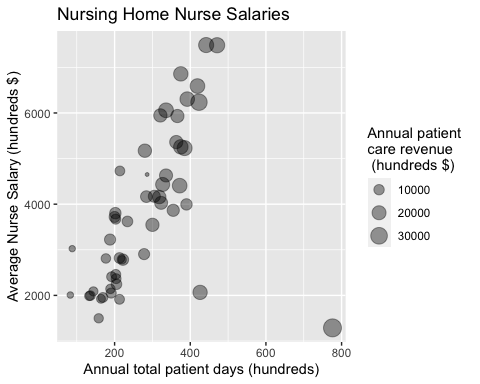 Nursing Home Nurse Salaries
Average Nurse Salary (hundreds $)
6000
4000
2000
200
400
600
800
Annual total patient days (hundreds)
Annual patient
care revenue
(hundreds $)
10000
20000
30000